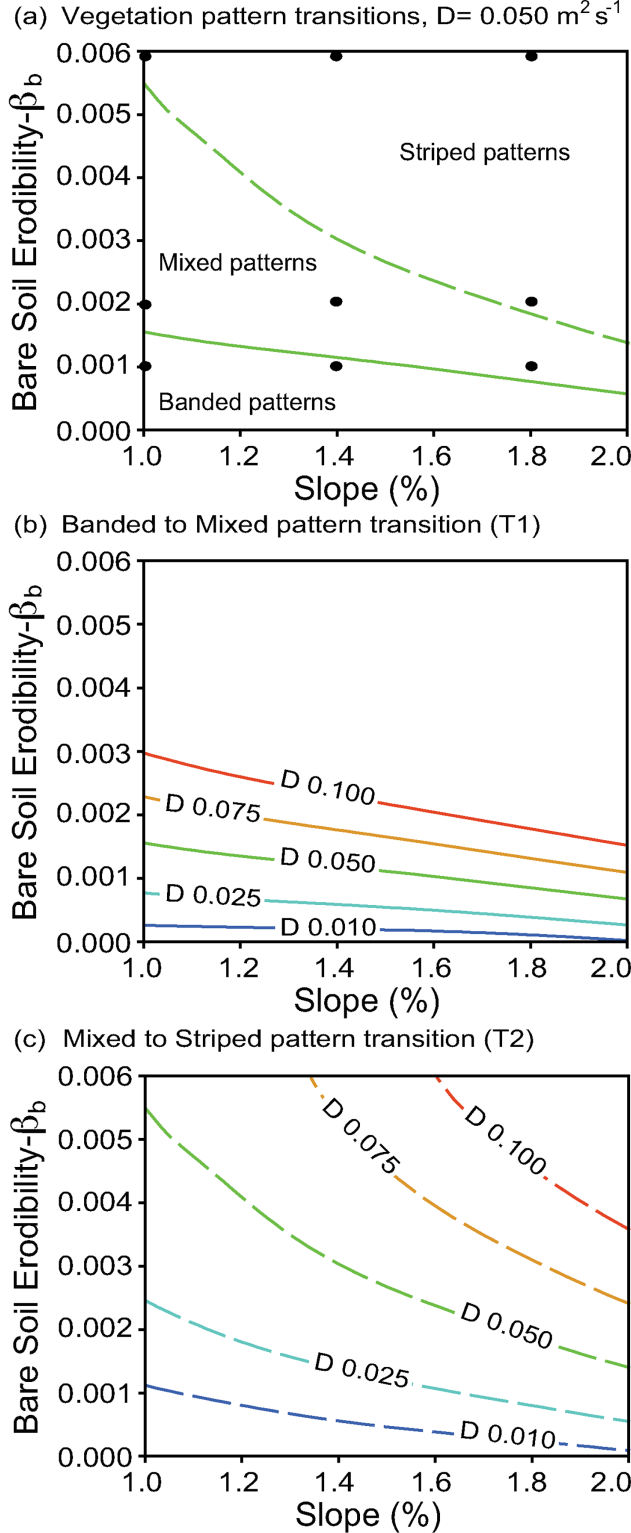 (a) Vegetation pattern transitions, D= 0.050 m² s⁻¹
Bare Soil Erodibility-βb
0.006
0.005
0.004
0.003
0.002
0.001
0.000
Striped patterns
Mixed patterns
Banded patterns
1.0 1.2 1.4 1.6 1.8 2.0
Slope (%)
(b) Banded to Mixed pattern transition (T1)
Bare Soil Erodibility-βb
0.006
0.005
0.004
0.003
0.002
0.001
0.000
D 0.100
D 0.075
D 0.050
D 0.025
D 0.010
1.0 1.2 1.4 1.6 1.8 2.0
Slope (%)
(c) Mixed to Striped pattern transition (T2)
Bare Soil Erodibility-βb
0.006
0.005
0.004
0.003
0.002
0.001
0.000
D 0.100
D 0.075
D 0.050
D 0.025
D 0.010
1.0 1.2 1.4 1.6 1.8 2.0
Slope (%)